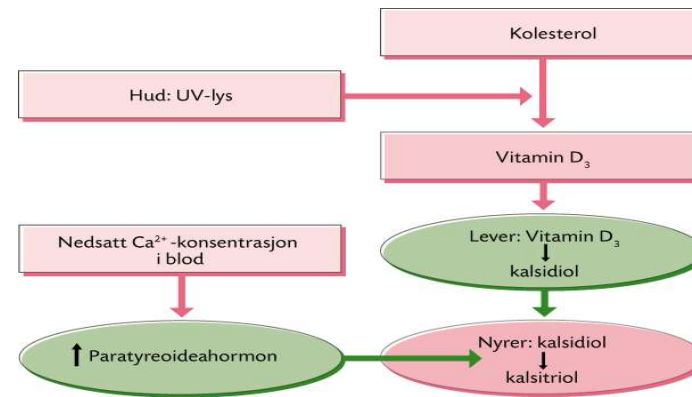 Kolesterol
Hud: UV-lys
Vitamin D₃
Nedsatt Ca²⁺-konsentrasjon
i blod
Lever: Vitamin D₃
↓
kalsidiol
↑ Paratyreoideahormon
Nyrer: kalsidiol
↓
kalsitriol